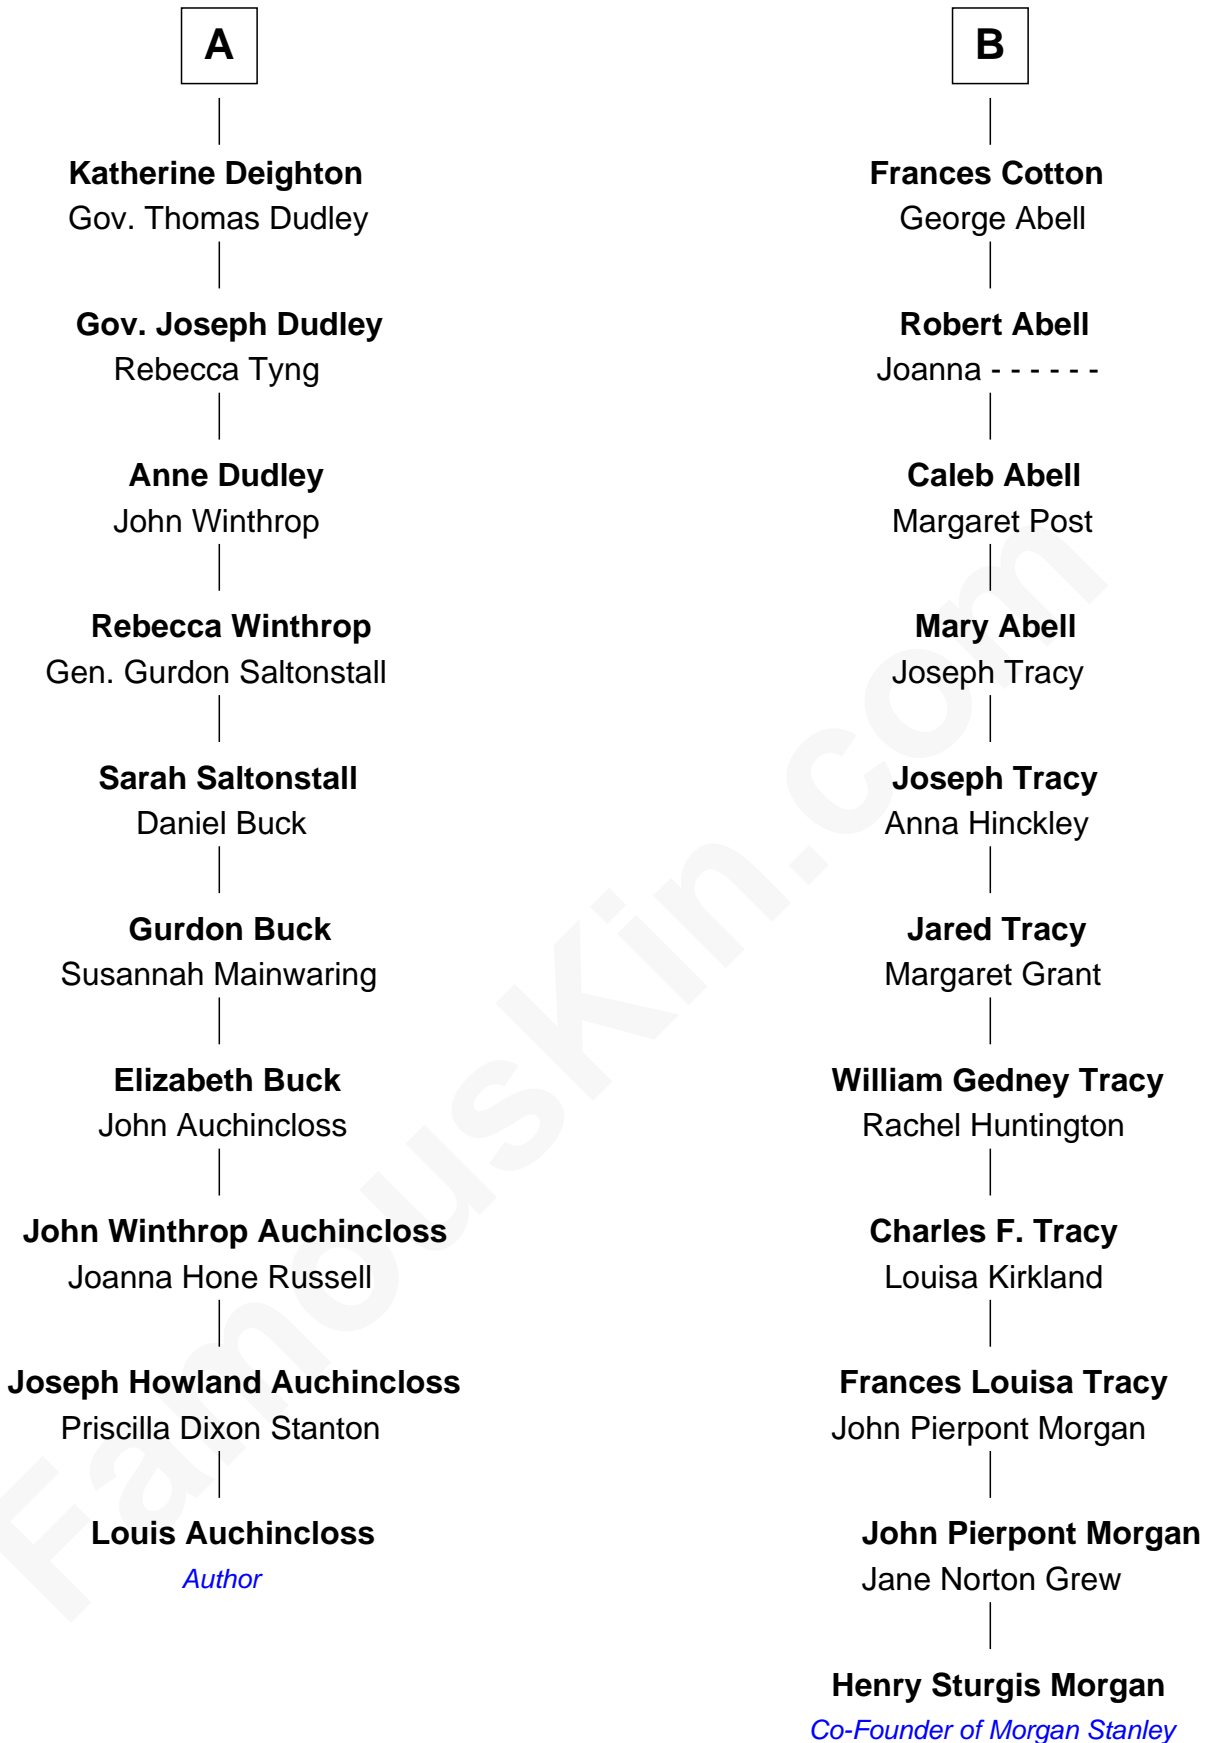 A
Katherine Deighton
Gov. Thomas Dudley
Gov. Joseph Dudley
Rebecca Tyng
Anne Dudley
John Winthrop
Rebecca Winthrop
Gen. Gurdon Saltonstall
Sarah Saltonstall
Daniel Buck
Gurdon Buck
Susannah Mainwaring
Elizabeth Buck
John Auchincloss
John Winthrop Auchincloss
Joanna Hone Russell
Joseph Howland Auchincloss
Priscilla Dixon Stanton
Louis Auchincloss
Author
B
Frances Cotton
George Abell
Robert Abell
Joanna - - - - - -
Caleb Abell
Margaret Post
Mary Abell
Joseph Tracy
Joseph Tracy
Anna Hinckley
Jared Tracy
Margaret Grant
William Gedney Tracy
Rachel Huntington
Charles F. Tracy
Louisa Kirkland
Frances Louisa Tracy
John Pierpont Morgan
John Pierpont Morgan
Jane Norton Grew
Henry Sturgis Morgan
Co-Founder of Morgan Stanley
FamousKin.com